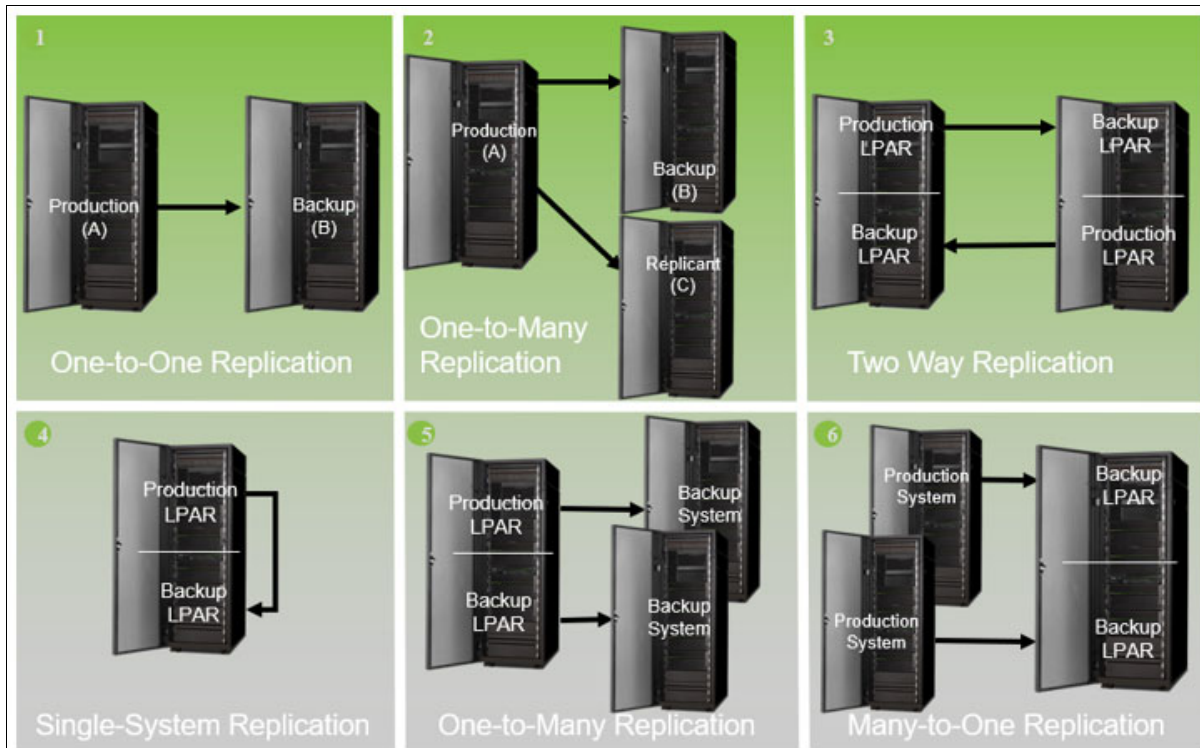 1
Production
(A)
Backup
(B)
One-to-One Replication
2
Production
(A)
Backup
(B)
Replicant
(C)
One-to-Many
Replication
3
Production
LPAR
Backup
LPAR
Backup
LPAR
Production
LPAR
Two Way Replication
4
Production
LPAR
Backup
LPAR
Single-System Replication
5
Production
LPAR
Backup
LPAR
Backup
System
Backup
System
One-to-Many Replication
6
Production
System
Production
System
Backup
LPAR
Backup
LPAR
Many-to-One Replication